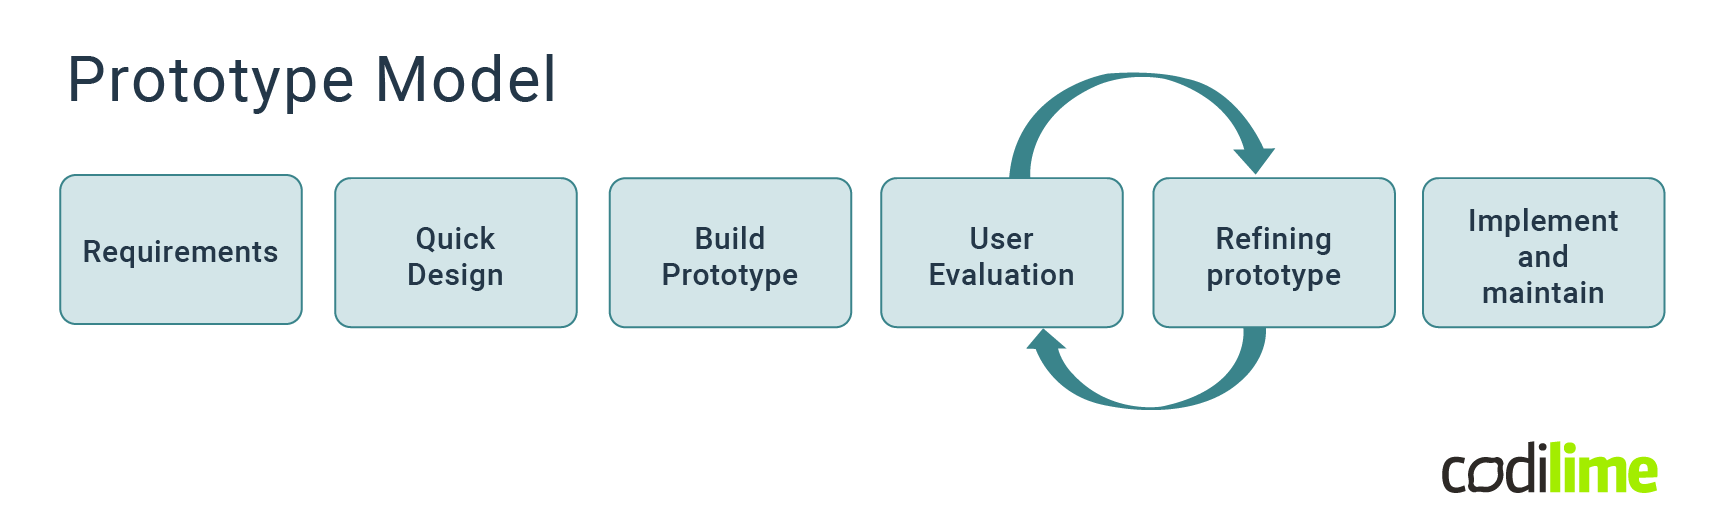 Prototype Model
Requirements
Quick
Design
Build
Prototype
User
Evaluation
Refining
prototype
Implement
and
maintain
codilime